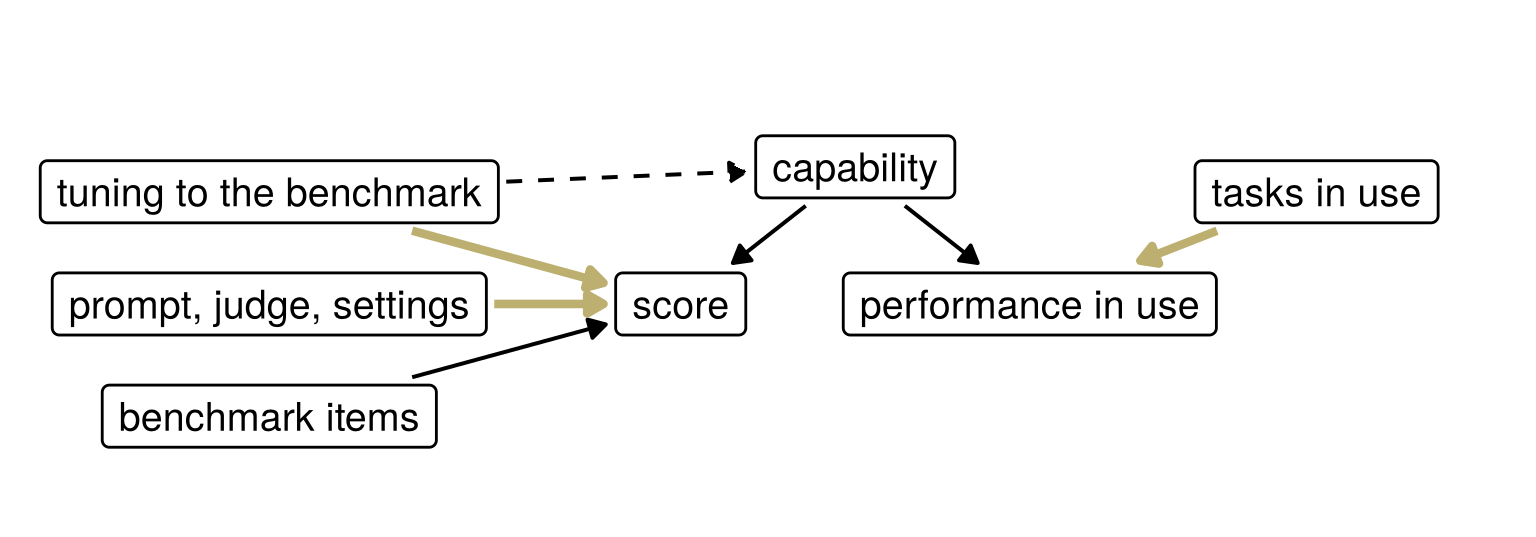 capability
tuning to the benchmark
tasks in use
prompt, judge, settings
score
performance in use
benchmark items